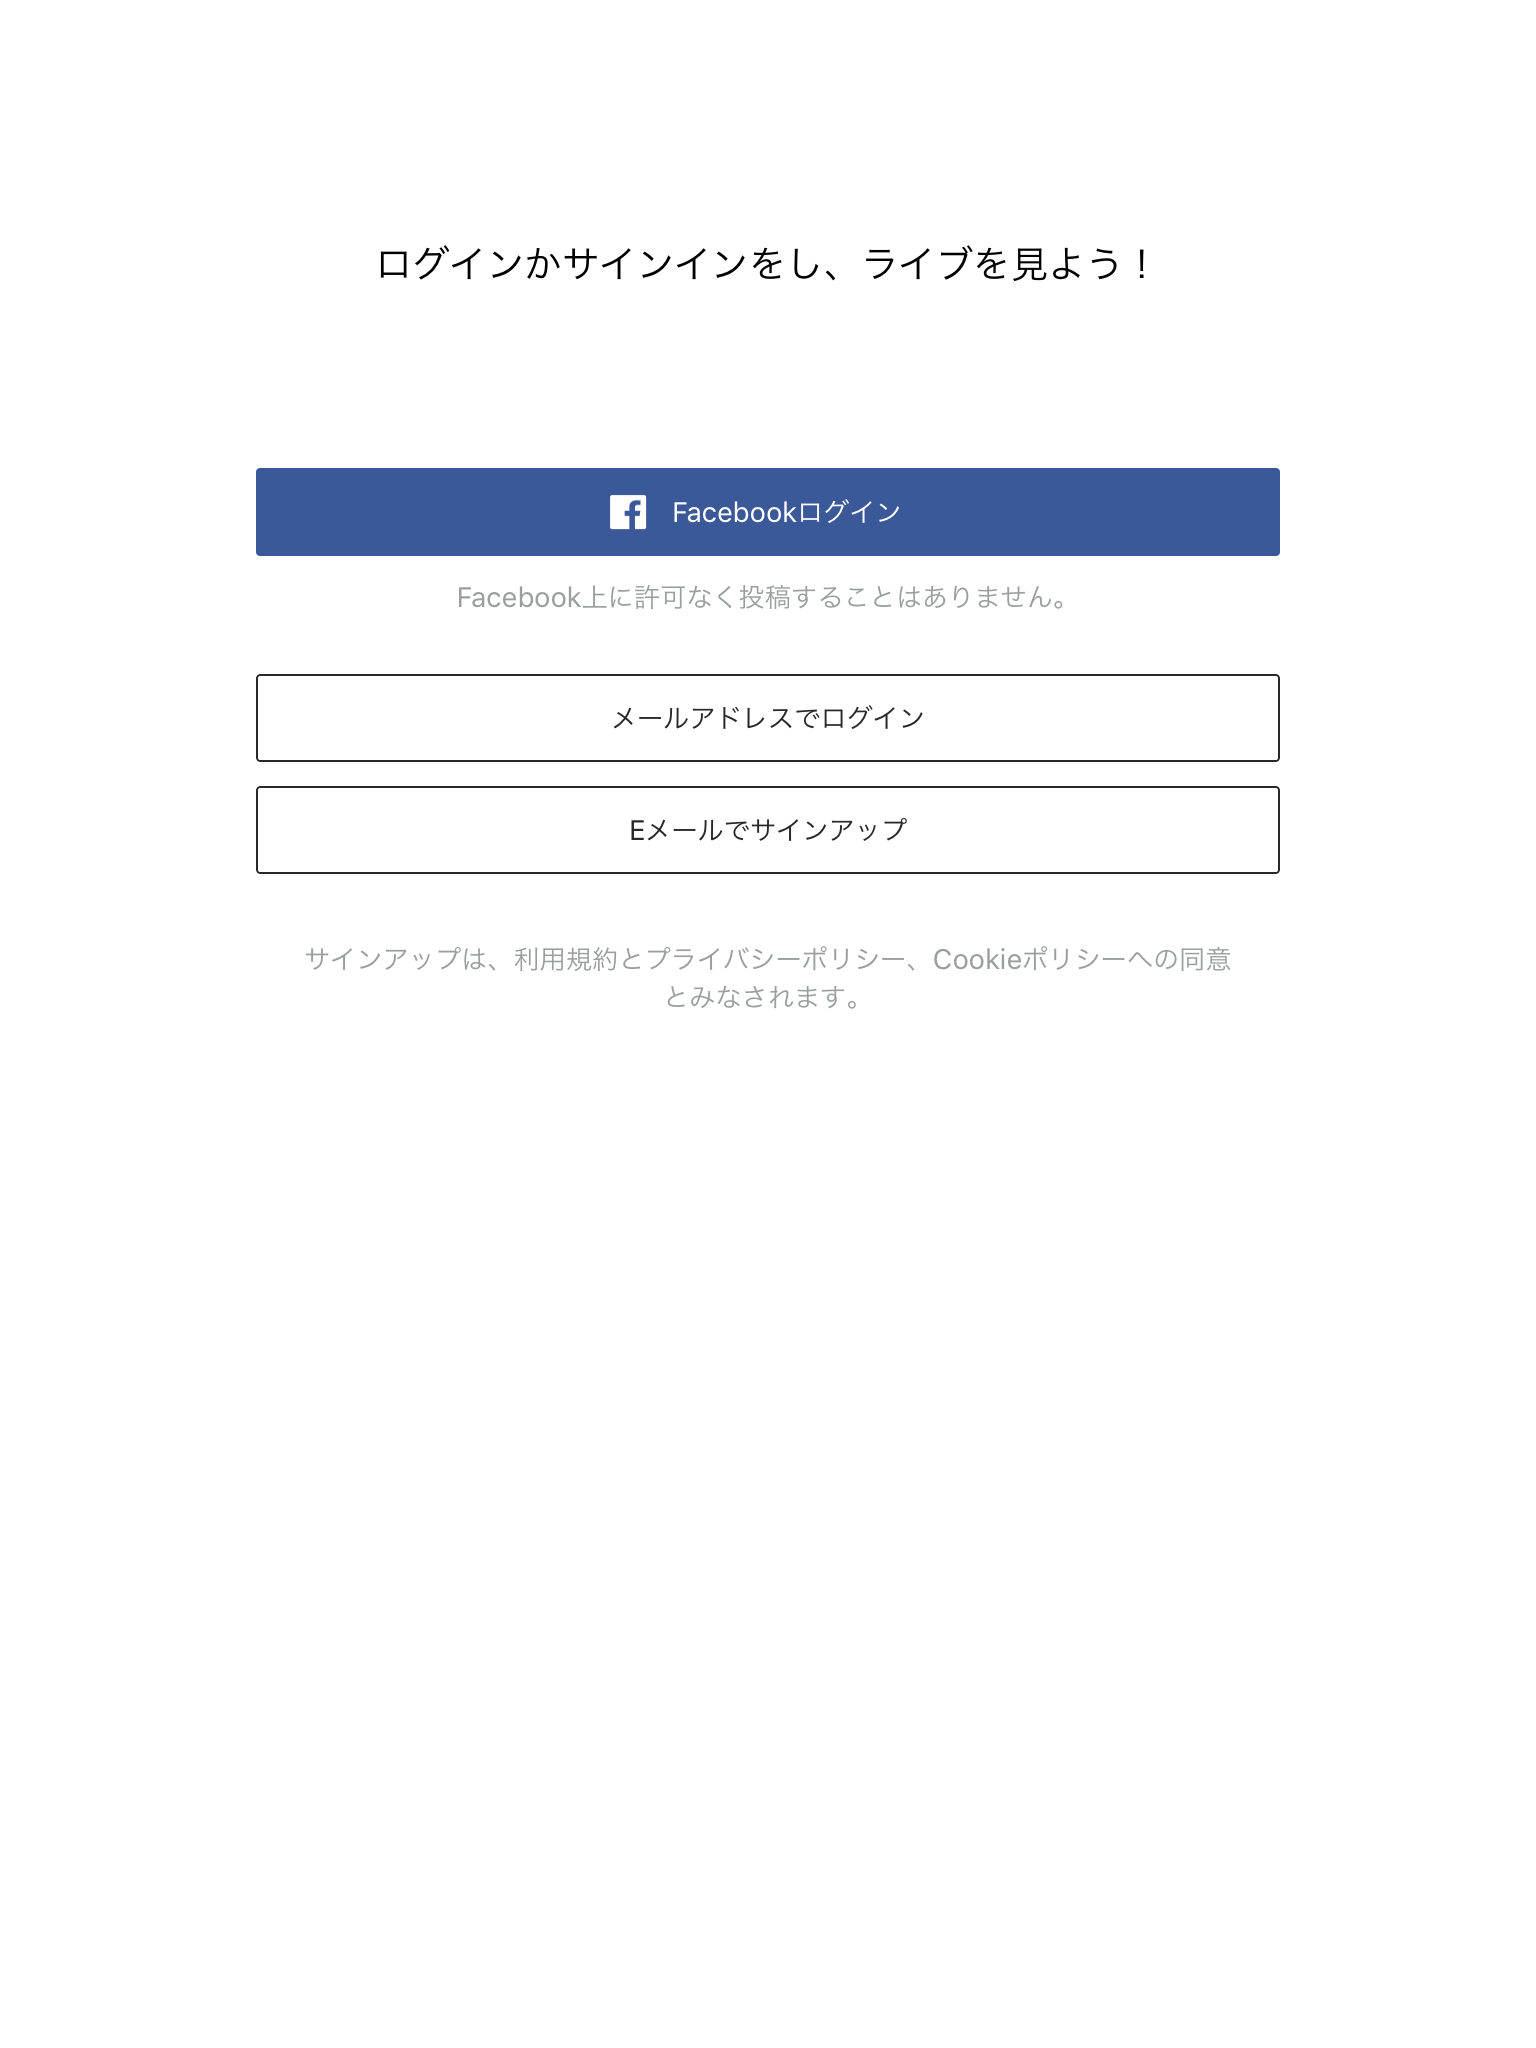 ログインかサインインをし、ライブを見よう！
Facebookログイン
Facebook上に許可なく投稿することはありません。
メールアドレスでログイン
Eメールでサインアップ
サインアップは、利用規約とプライバシーポリシー、Cookieポリシーへの同意
とみなされます。